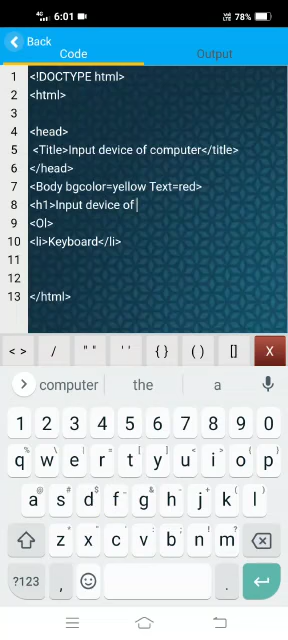 4G 6:01 78%
Back
Code Output
1 <!DOCTYPE html>
2 <html>
3
4 <head>
5 <Title>Input device of computer</title>
6 </head>
7 <Body bgcolor=yellow Text=red>
8 <h1>Input device of
9 <Ol>
10 <li>Keyboard</li>
11
12
13 </html>
< > / " " ' ' { } ( ) [] X
computer the a
1 2 3 4 5 6 7 8 9 0
q w e r t y u i o p
a s d f g h j k l
z x c v b n m
?123 , .